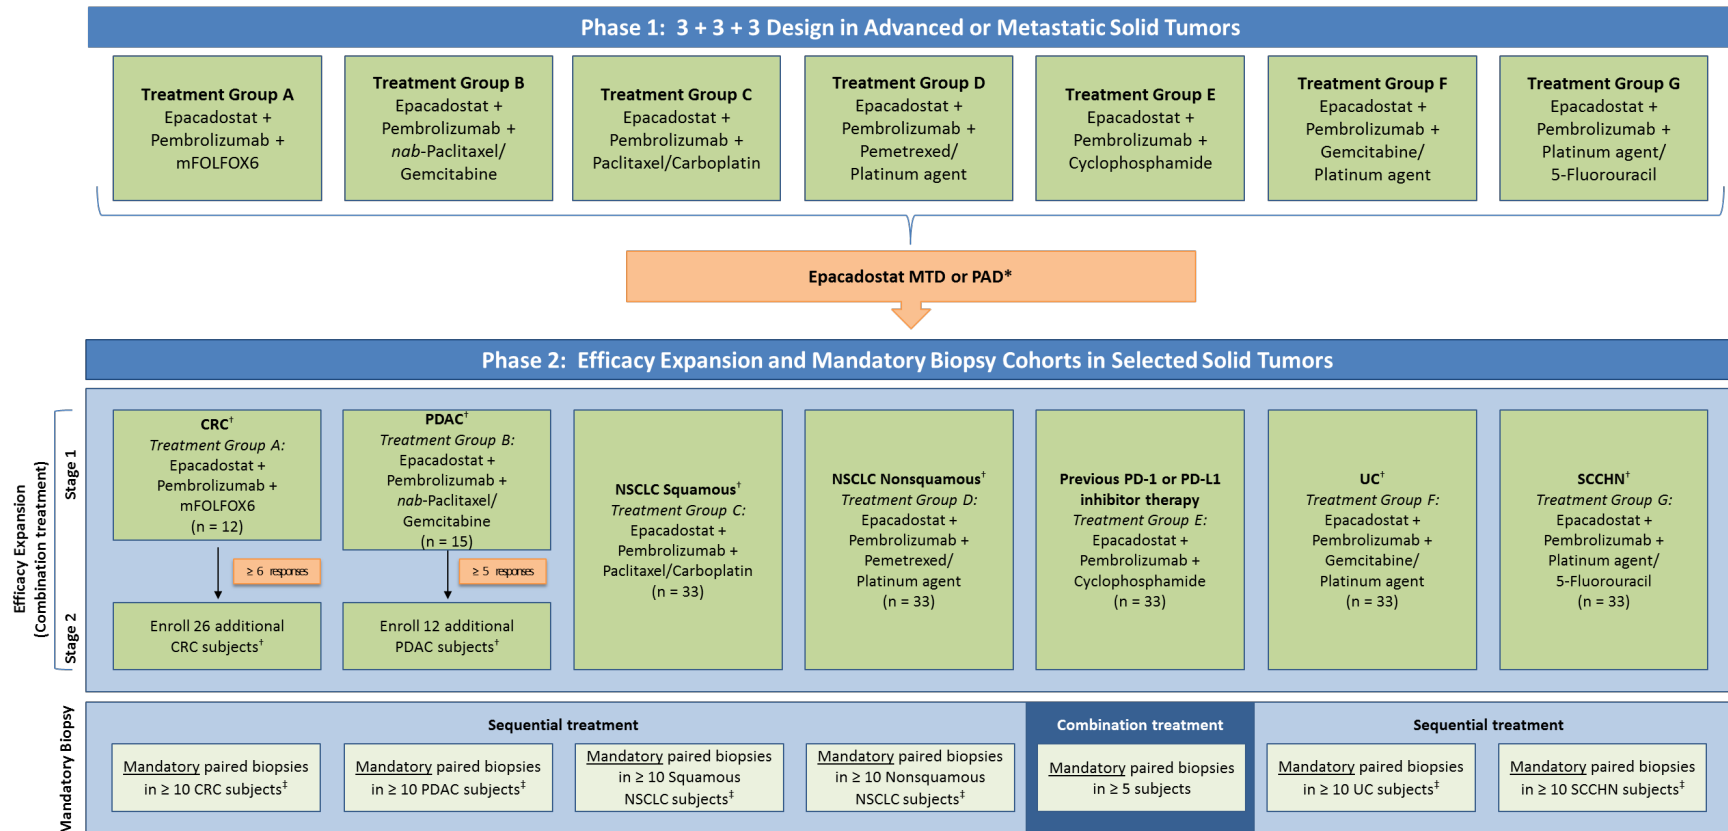 Phase 1: 3 + 3 + 3 Design in Advanced or Metastatic Solid Tumors
Treatment Group A
Epacadostat +
Pembrolizumab +
mFOLFOX6
Treatment Group B
Epacadostat +
Pembrolizumab +
nab-Paclitaxel/
Gemcitabine
Treatment Group C
Epacadostat +
Pembrolizumab +
Paclitaxel/Carboplatin
Treatment Group D
Epacadostat +
Pembrolizumab +
Pemetrexed/
Platinum agent
Treatment Group E
Epacadostat +
Pembrolizumab +
Cyclophosphamide
Treatment Group F
Epacadostat +
Pembrolizumab +
Gemcitabine/
Platinum agent
Treatment Group G
Epacadostat +
Pembrolizumab +
Platinum agent/
5-Fluorouracil
Epacadostat MTD or PAD*
Phase 2: Efficacy Expansion and Mandatory Biopsy Cohorts in Selected Solid Tumors
Efficacy Expansion
(Combination treatment)
Stage 1
Stage 2
CRC†
Treatment Group A:
Epacadostat +
Pembrolizumab +
mFOLFOX6
(n = 12)
≥ 6 responses
Enroll 26 additional
CRC subjects†
PDAC†
Treatment Group B:
Epacadostat +
Pembrolizumab +
nab-Paclitaxel/
Gemcitabine
(n = 15)
≥ 5 responses
Enroll 12 additional
PDAC subjects†
NSCLC Squamous†
Treatment Group C:
Epacadostat +
Pembrolizumab +
Paclitaxel/Carboplatin
(n = 33)
NSCLC Nonsquamous†
Treatment Group D:
Epacadostat +
Pembrolizumab +
Pemetrexed/
Platinum agent
(n = 33)
Previous PD-1 or PD-L1
inhibitor therapy
Treatment Group E:
Epacadostat +
Pembrolizumab +
Cyclophosphamide
(n = 33)
UC†
Treatment Group F:
Epacadostat +
Pembrolizumab +
Gemcitabine/
Platinum agent
(n = 33)
SCCHN†
Treatment Group G:
Epacadostat +
Pembrolizumab +
Platinum agent/
5-Fluorouracil
(n = 33)
Mandatory Biopsy
Sequential treatment
Mandatory paired biopsies
in ≥ 10 CRC subjects‡
Mandatory paired biopsies
in ≥ 10 PDAC subjects‡
Mandatory paired biopsies
in ≥ 10 Squamous
NSCLC subjects‡
Mandatory paired biopsies
in ≥ 10 Nonsquamous
NSCLC subjects‡
Combination treatment
Mandatory paired biopsies
in ≥ 5 subjects
Sequential treatment
Mandatory paired biopsies
in ≥ 10 UC subjects‡
Mandatory paired biopsies
in ≥ 10 SCCHN subjects‡